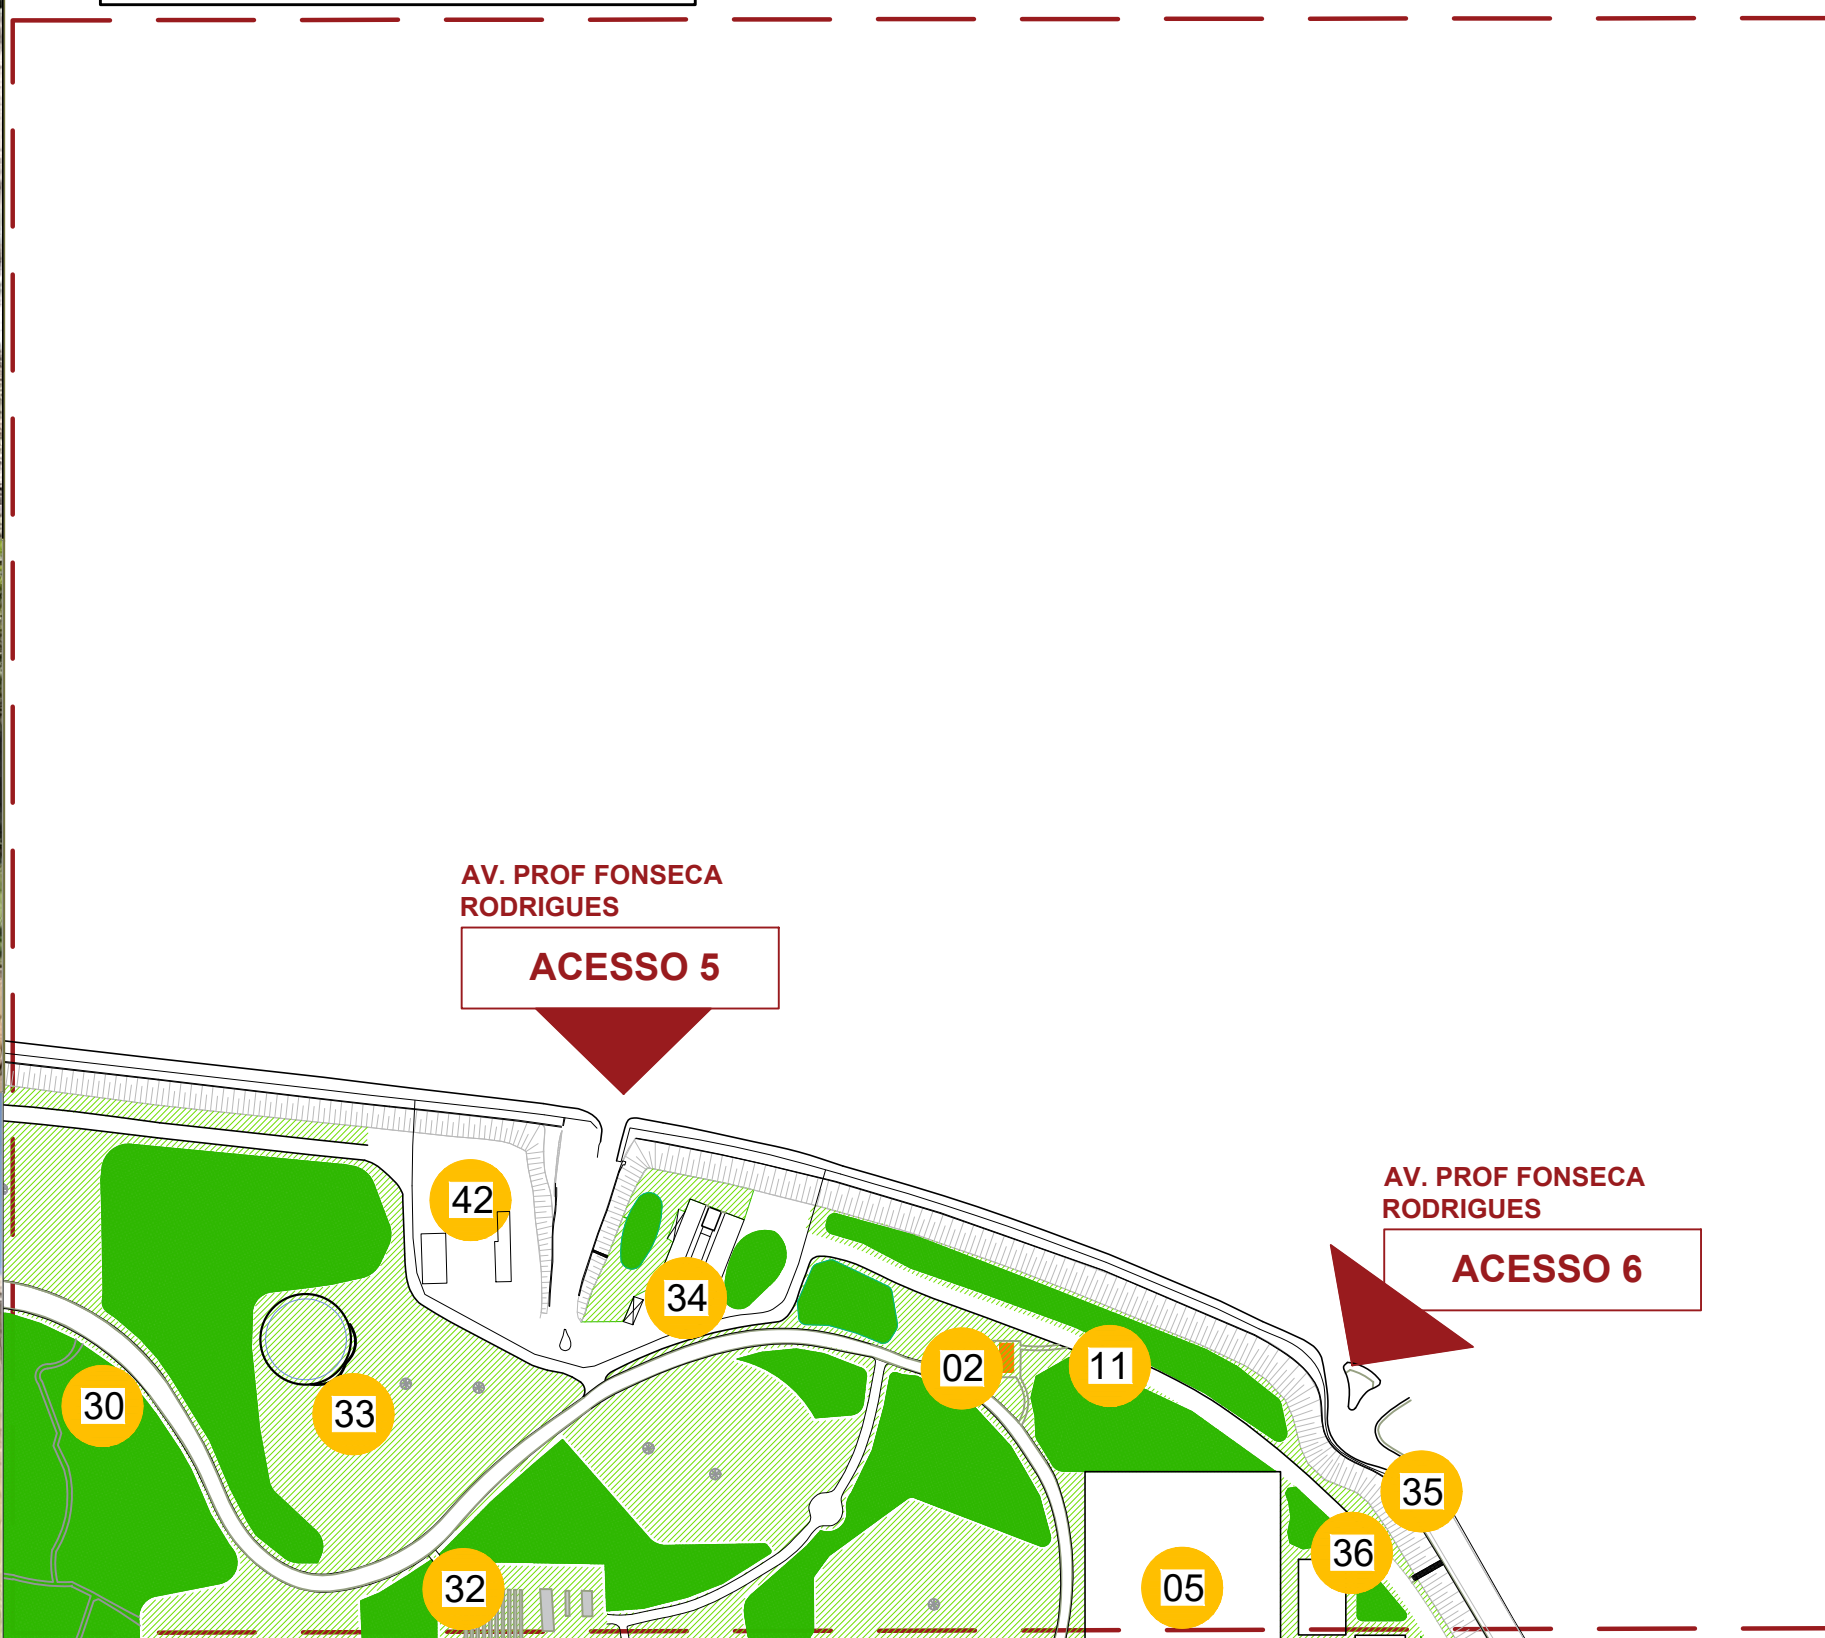 AV. PROF FONSECA
RODRIGUES
ACESSO 5
AV. PROF FONSECA
RODRIGUES
ACESSO 6
42
34
02
11
30
33
35
36
32
05